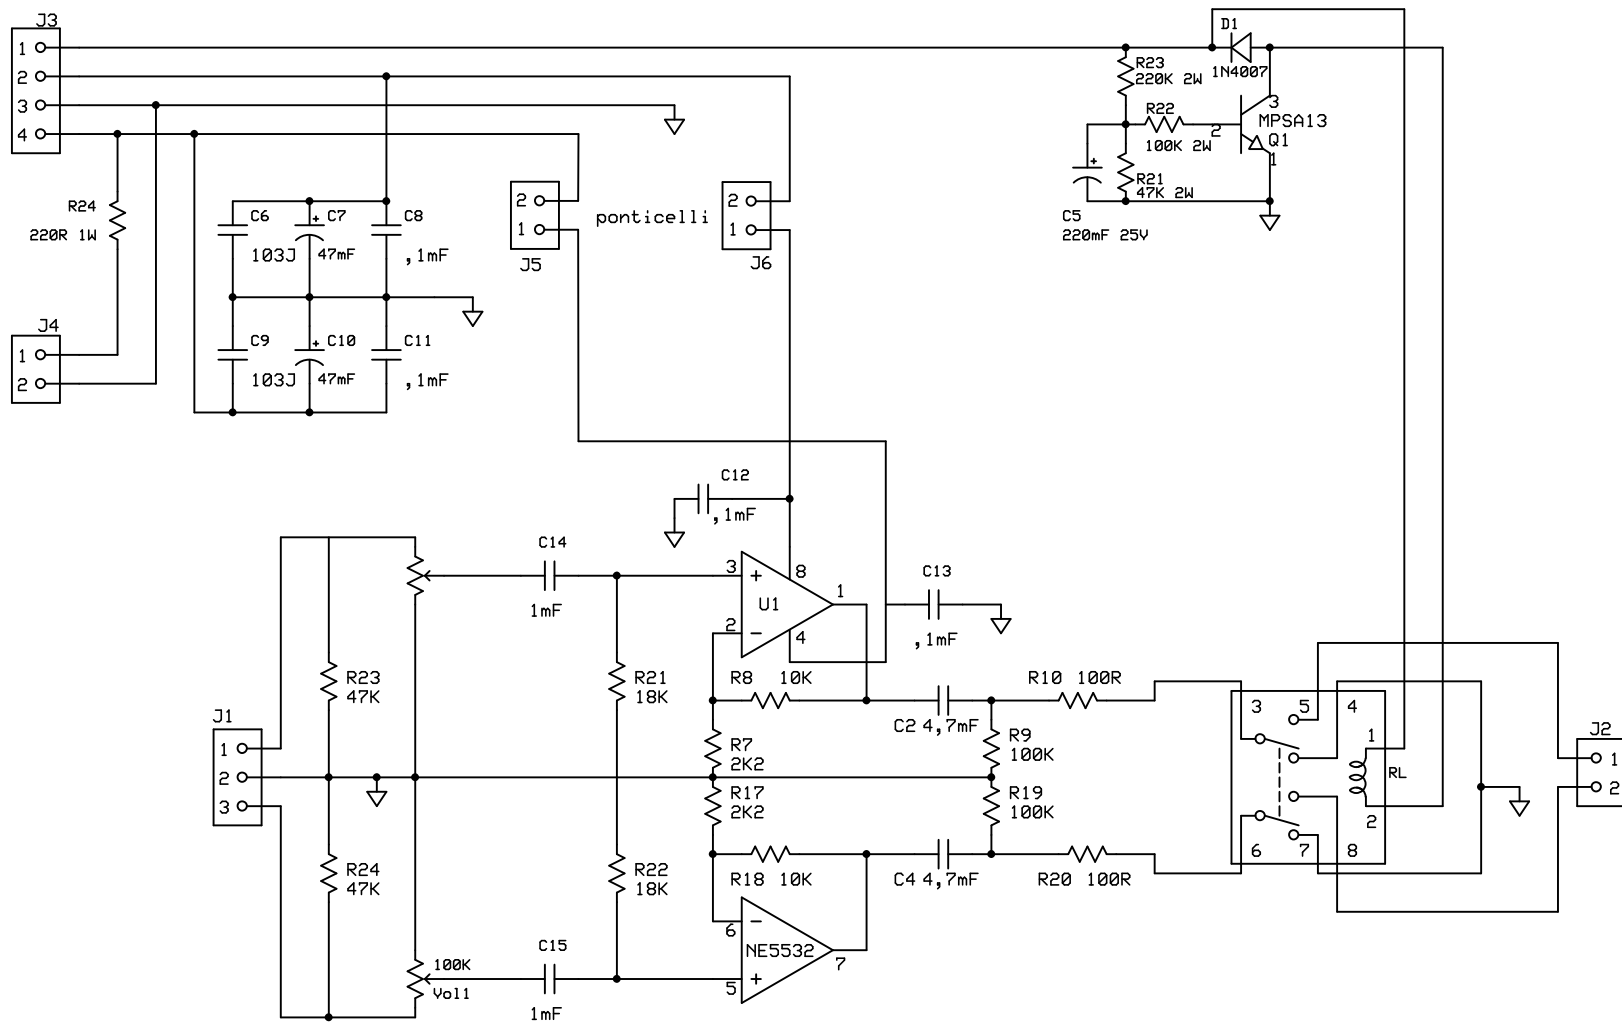 J3
1
2
3
4
R24
220R 1W
J4
1
2
C6
103J
C7
47mF
C8
,1mF
C9
103J
C10
47mF
C11
,1mF
2
1
J5
ponticelli
2
1
J6
D1
1N4007
R23
220K 2W
R22
100K 2W
3
MPSA13
2
Q1
1
R21
47K 2W
C5
220mF 25V
C12
,1mF
C14
1mF
3
8
1
U1
2
4
C13
,1mF
R23
47K
R21
18K
R8 10K
R10 100R
C2 4,7mF
J1
1
2
3
R7
2K2
R9
100K
R17
2K2
R19
100K
R24
47K
R22
18K
R18 10K
C4 4,7mF
R20 100R
3
5
4
1
RL
2
6
7
8
J2
1
2
6
NE5532
7
5
C15
1mF
100K
Vol1